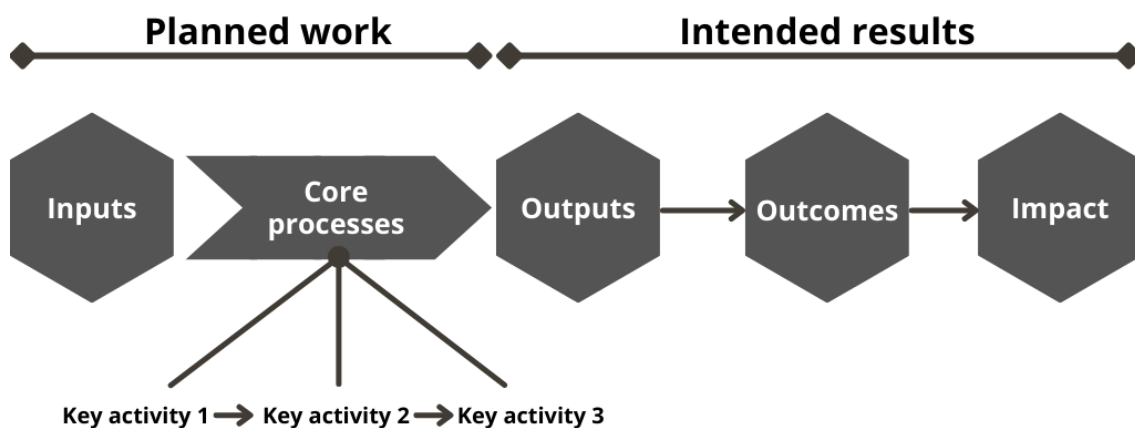 Planned work
Intended results
Inputs
Core
processes
Outputs
Outcomes
Impact
Key activity 1
Key activity 2
Key activity 3